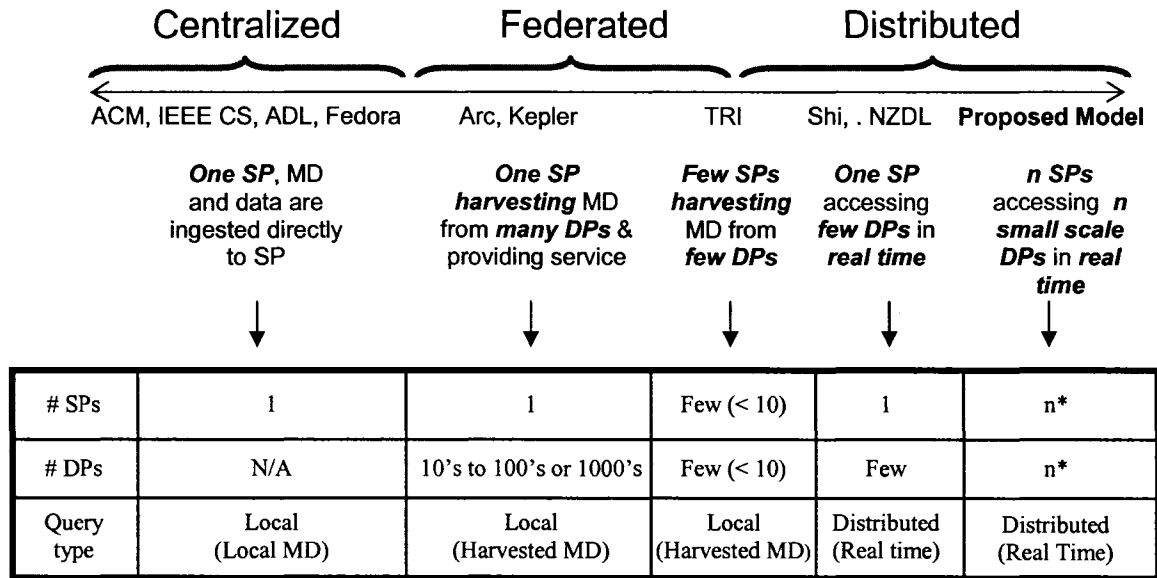 Centralized Federated Distributed
ACM, IEEE CS, ADL, Fedora Arc, Kepler TRI Shi, . NZDL Proposed Model
One SP, MD
and data are
ingested directly
to SP
One SP
harvesting MD
from many DPs &
providing service
Few SPs
harvesting
MD from
few DPs
One SP
accessing
few DPs in
real time
n SPs
accessing n
small scale
DPs in real
time
# SPs 1 1 Few (< 10) 1 n*
# DPs N/A 10's to 100's or 1000's Few (< 10) Few n*
Query
type
Local
(Local MD)
Local
(Harvested MD)
Local
(Harvested MD)
Distributed
(Real time)
Distributed
(Real Time)